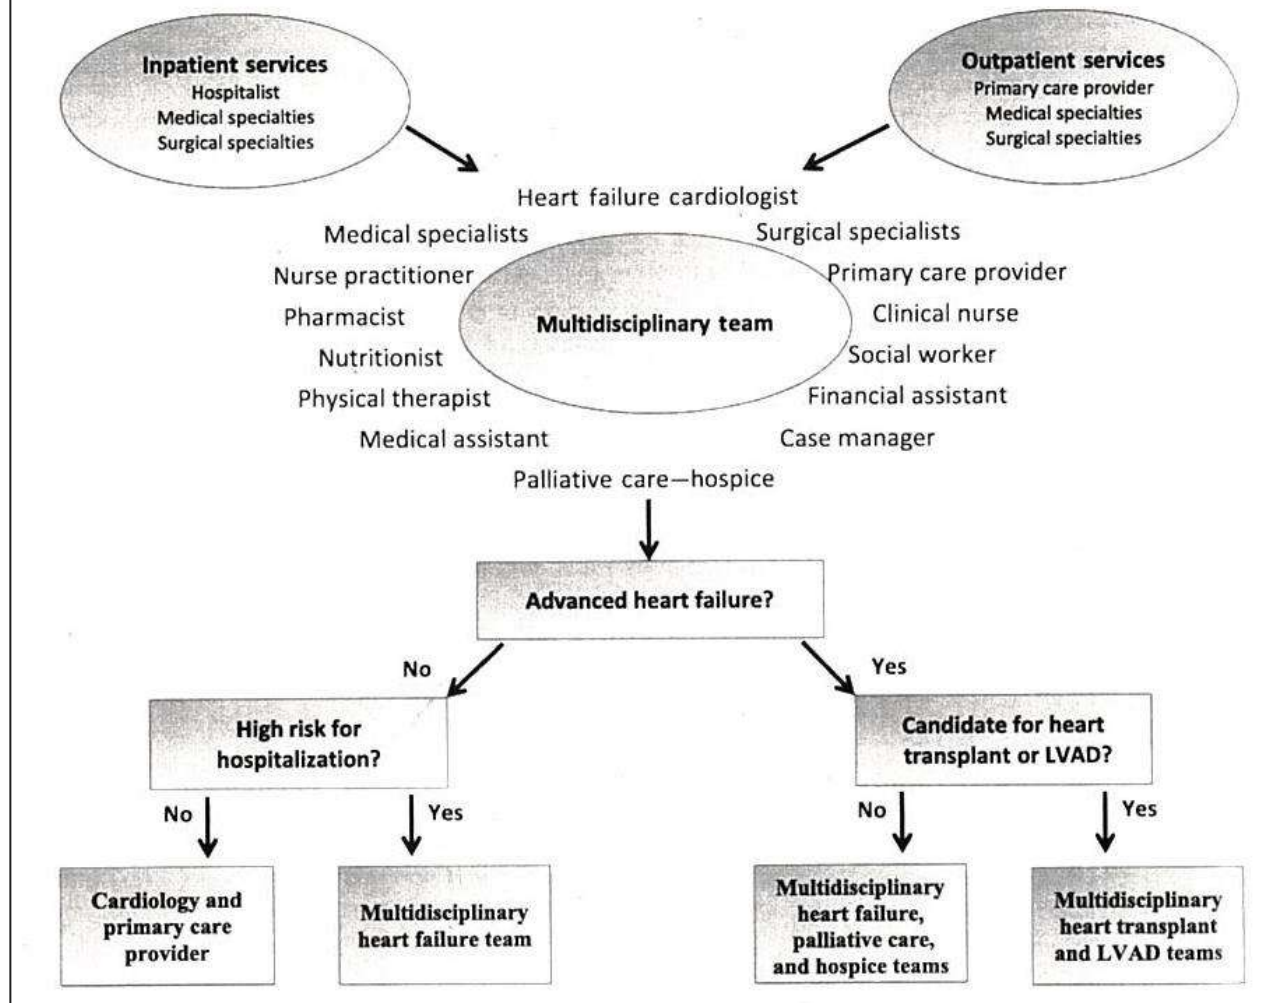 Inpatient services
Hospitalist
Medical specialties
Surgical specialties
Outpatient services
Primary care provider
Medical specialties
Surgical specialties
Heart failure cardiologist
Medical specialists
Surgical specialists
Nurse practitioner
Primary care provider
Pharmacist
Multidisciplinary team
Clinical nurse
Nutritionist
Social worker
Physical therapist
Financial assistant
Medical assistant
Case manager
Palliative care—hospice
Advanced heart failure?
No
Yes
High risk for
hospitalization?
Candidate for heart
transplant or LVAD?
No
Yes
No
Yes
Cardiology and
primary care
provider
Multidisciplinary
heart failure team
Multidisciplinary
heart failure,
palliative care,
and hospice teams
Multidisciplinary
heart transplant
and LVAD teams